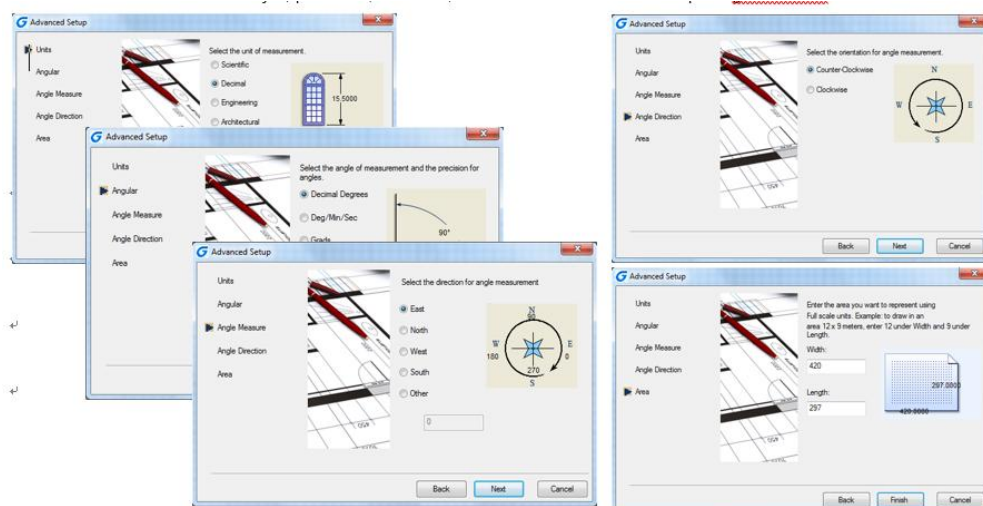 Advanced Setup
Units
Angular
Angle Measure
Angle Direction
Area
Select the unit of measurement.
Scientific
Decimal
Engineering
Architectural
15.5000
Advanced Setup
Units
Angular
Angle Measure
Angle Direction
Area
Select the angle of measurement and the precision for
angles.
Decimal Degrees
Deg/Min/Sec
Grads
90°
Advanced Setup
Units
Angular
Angle Measure
Angle Direction
Area
Select the direction for angle measurement
East
North
West
South
Other
0
N
90
W
E
180
0
270
S
Back
Next
Cancel
Advanced Setup
Units
Angular
Angle Measure
Angle Direction
Area
Select the orientation for angle measurement.
Counter-Clockwise
Clockwise
N
W
E
S
Back
Next
Cancel
Advanced Setup
Units
Angular
Angle Measure
Angle Direction
Area
Enter the area you want to represent using
Full scale units. Example: to draw in an
area 12 x 9 meters, enter 12 under Width and 9 under
Length.
Width:
420
Length:
297
297.0000
420.0000
Back
Finish
Cancel